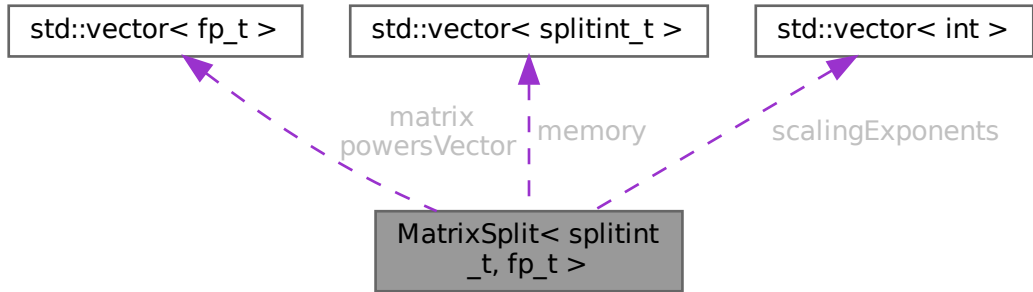 std::vector< fp_t >
std::vector< splitint_t >
std::vector< int >
matrix
powersVector
memory
scalingExponents
MatrixSplit< splitint
_t, fp_t >